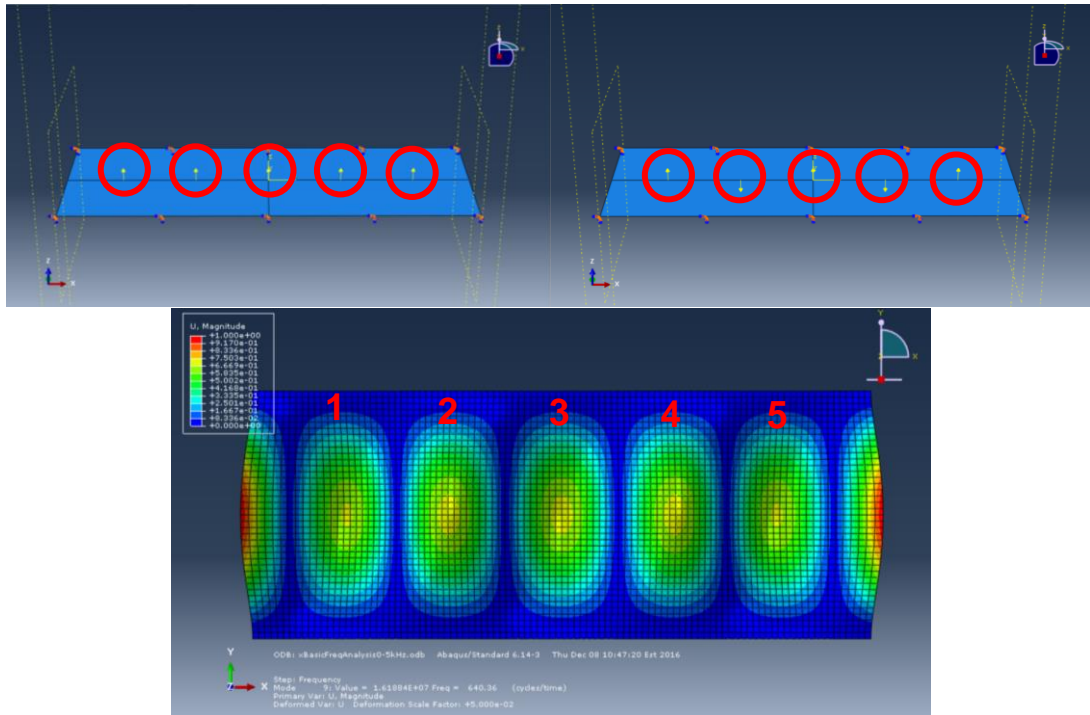 Z
X
Z
X
Z
X
Z
X
U, Magnitude
+1.000e+00
+9.170e-01
+8.336e-01
+7.503e-01
+6.669e-01
+5.835e-01
+5.002e-01
+4.168e-01
+3.335e-01
+2.501e-01
+1.667e-01
+8.336e-02
+0.000e+00
Y
X
Z
1 2 3 4 5
ODB: xBasicFreqAnalysis0-5kHz.odb Abaqus/Standard 6.14-3 Thu Dec 08 10:47:20 Est 2016
Y
Z X
Step: Frequency
Mode 9: Value = 1.61884E+07 Freq = 640.36 (cycles/time)
Primary Var: U, Magnitude
Deformed Var: U Deformation Scale Factor: +5.000e-02